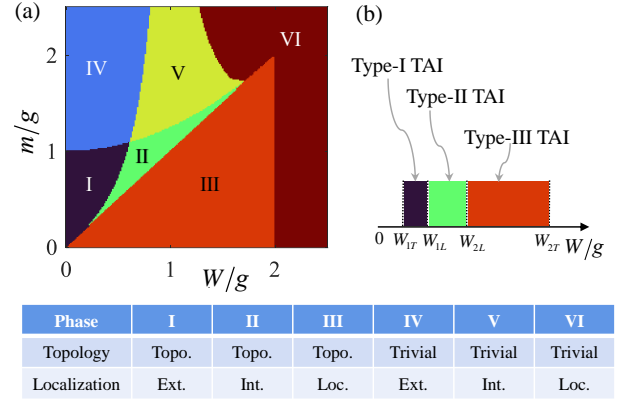 (a)
2
1
0
m/g
IV
V
VI
I
II
III
0
1
2
W/g
(b)
Type-I TAI
Type-II TAI
Type-III TAI
0
W1T
W1L
W2L
W2T
W/g
Phase I II III IV V VI
Topology Topo. Topo. Topo. Trivial Trivial Trivial
Localization Ext. Int. Loc. Ext. Int. Loc.